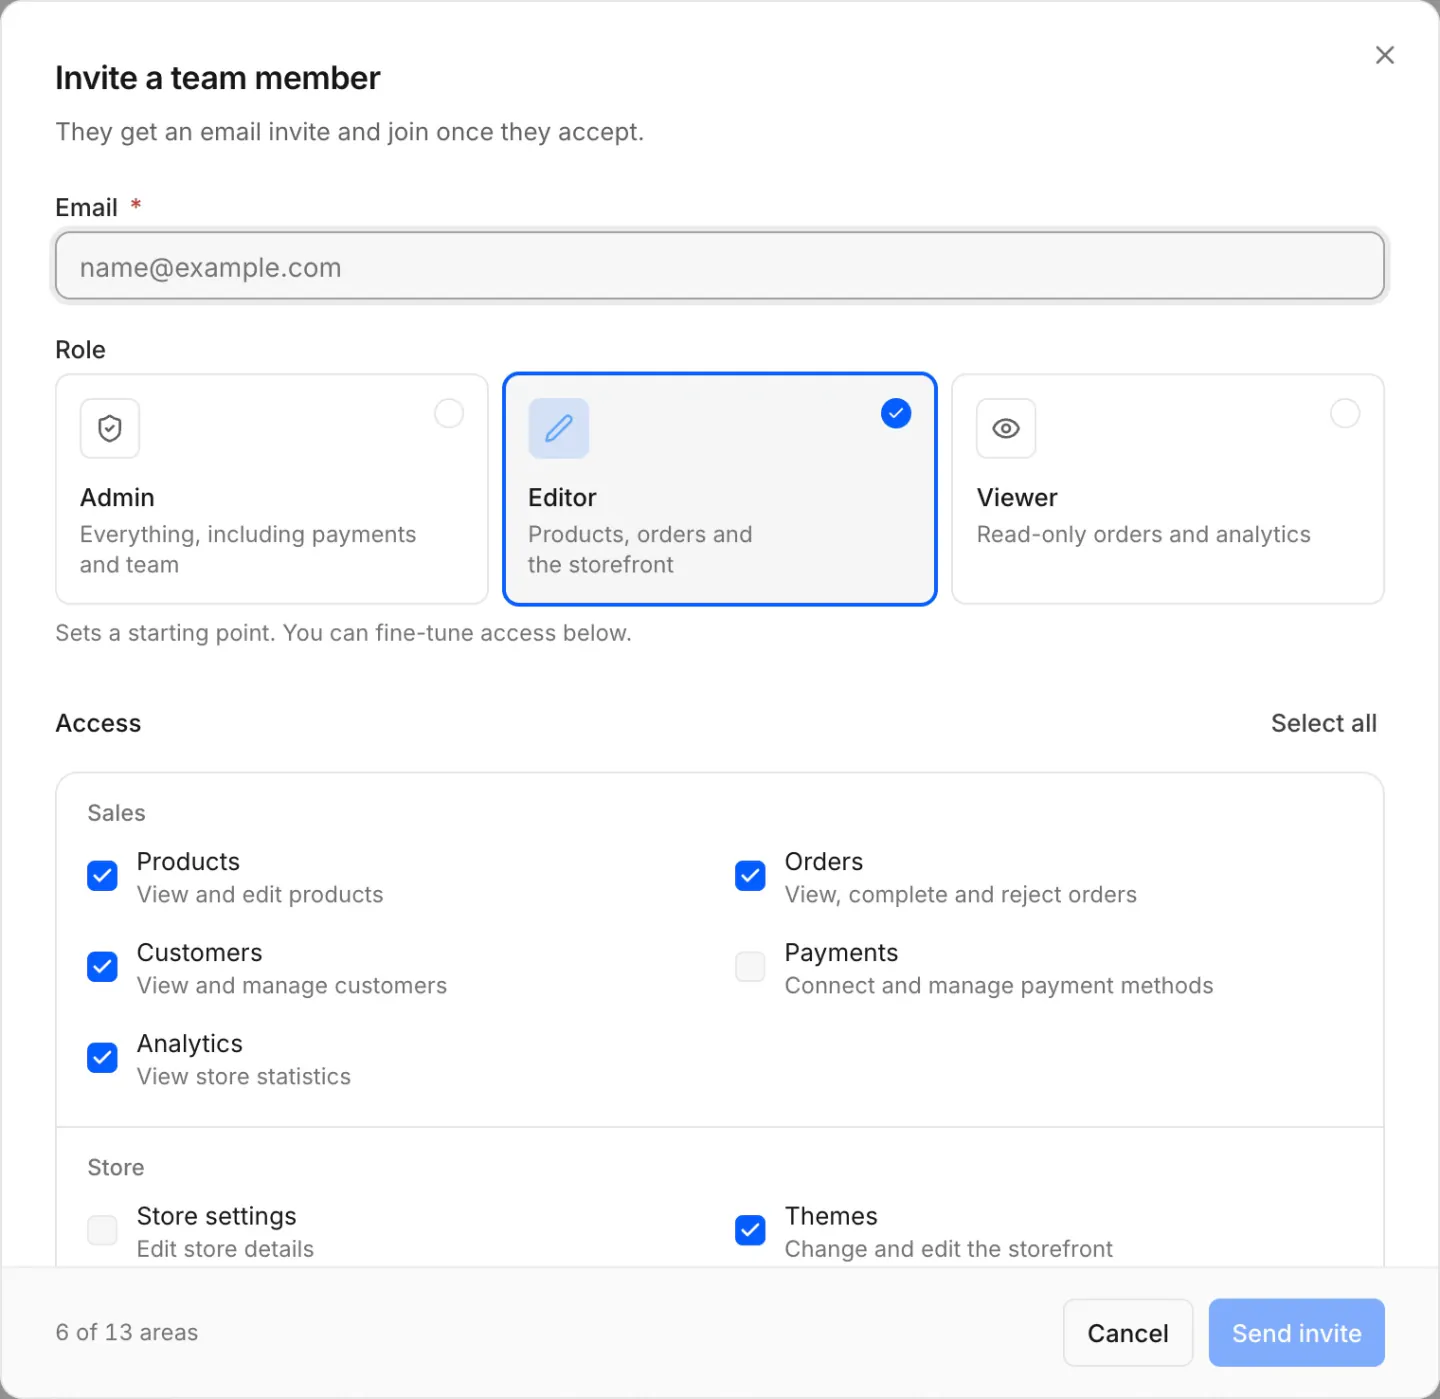 Invite a team member
They get an email invite and join once they accept.
Email *
name@example.com
Role
Admin
Everything, including payments
and team
Editor
Products, orders and
the storefront
Viewer
Read-only orders and analytics
Sets a starting point. You can fine-tune access below.
Access
Select all
Sales
Products
View and edit products
Orders
View, complete and reject orders
Customers
View and manage customers
Payments
Connect and manage payment methods
Analytics
View store statistics
Store
Store settings
Edit store details
Themes
Change and edit the storefront
6 of 13 areas
Cancel
Send invite